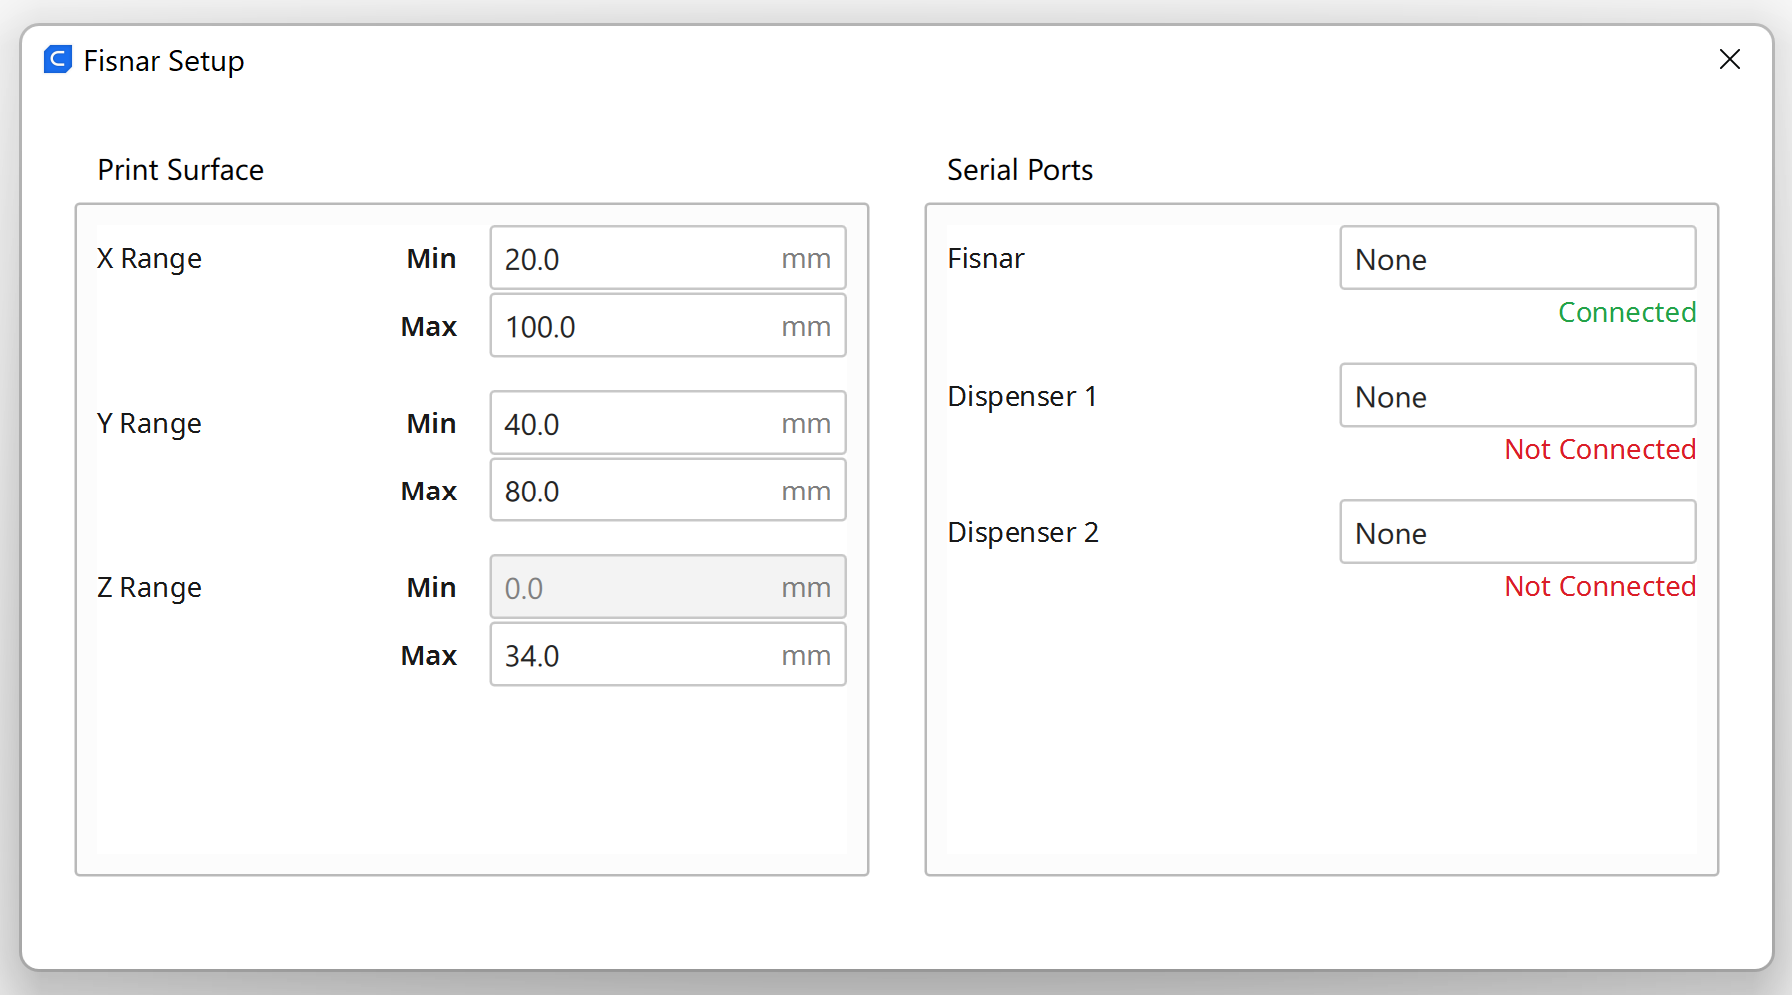 Fisnar Setup
Print Surface
X Range Min 20.0 mm
Max 100.0 mm
Y Range Min 40.0 mm
Max 80.0 mm
Z Range Min 0.0 mm
Max 34.0 mm
Serial Ports
Fisnar None
Connected
Dispenser 1 None
Not Connected
Dispenser 2 None
Not Connected